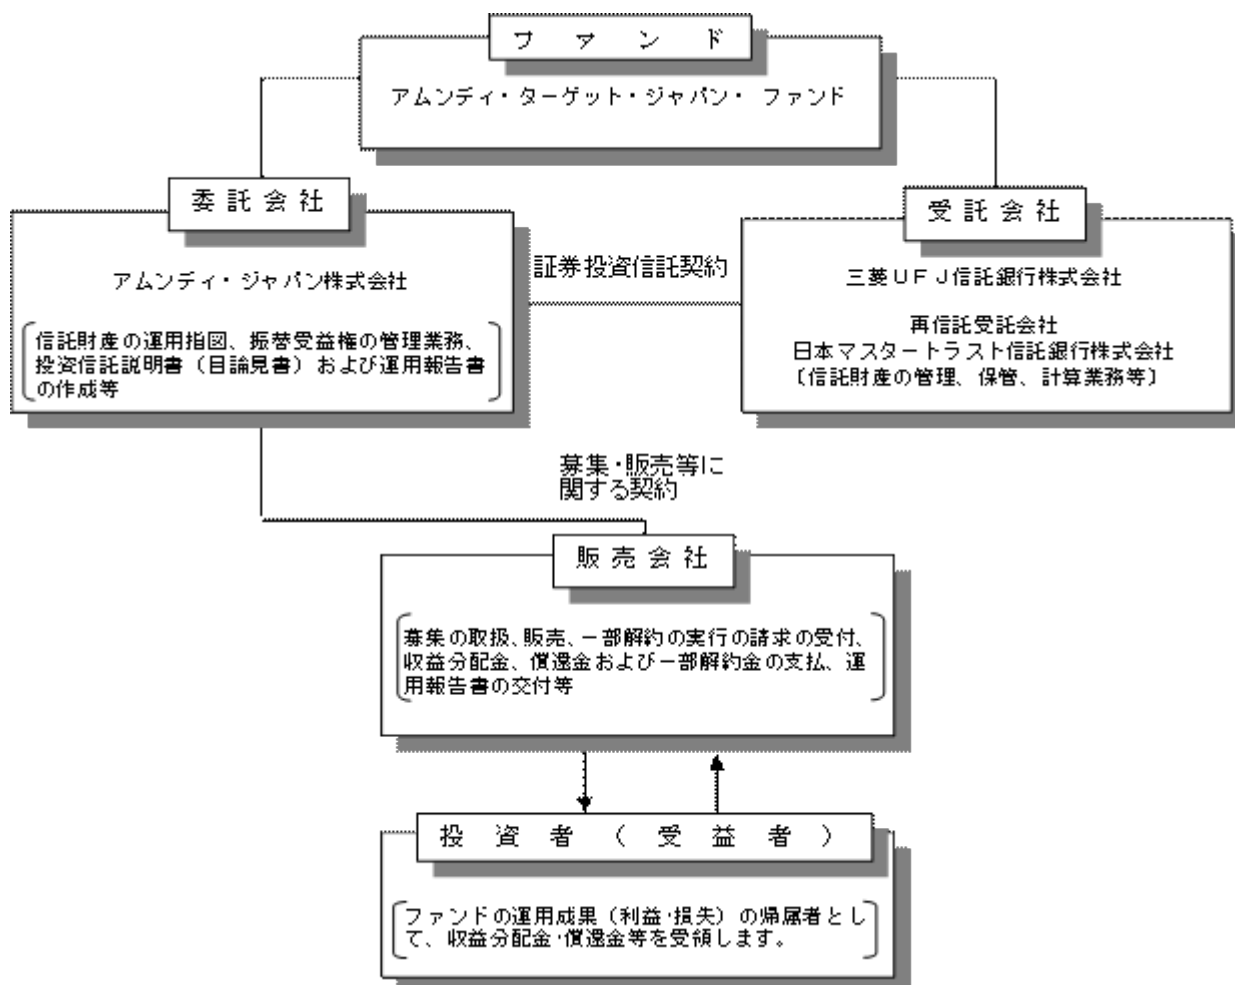 ファンド
アムンディ・ターゲット・ジャパン・ ファンド
委託会社
アムンディ・ジャパン株式会社
信託財産の運用指図、振替受益権の管理業務、
投資信託説明書（目論見書）および運用報告書
の作成等
証券投資信託契約
受託会社
三菱ＵＦＪ信託銀行株式会社
再信託受託会社
日本マスタートラスト信託銀行株式会社
〔信託財産の管理、保管、計算業務等〕
募集・販売等に
関する契約
販売会社
募集の取扱、販売、一部解約の実行の請求の受付、
収益分配金、償還金および一部解約金の支払、運
用報告書の交付等
投資者（受益者）
ファンドの運用成果（利益・損失）の帰属者とし
て、収益分配金・償還金等を受領します。